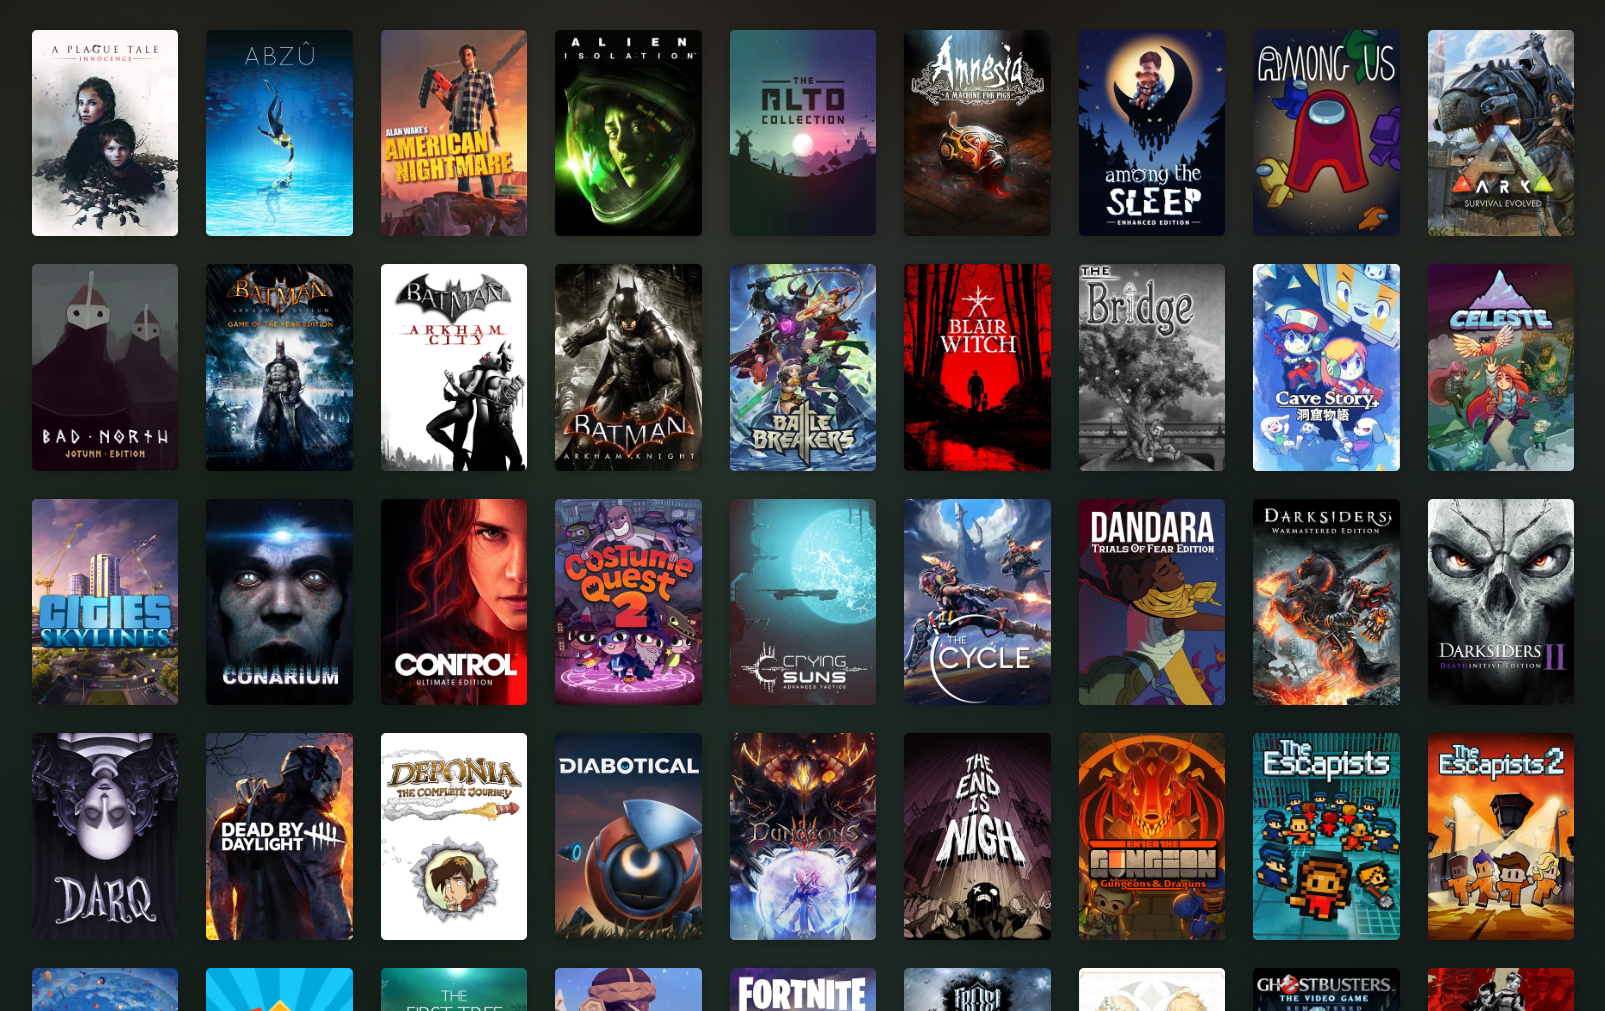 A PLAGUE TALE
INNOCENCE
ABZÛ
ALAN WAKE'S
AMERICAN
NIGHTMARE
ALIEN
ISOLATION
THE
ALTO
COLLECTION
Amnesia
A MACHINE FOR PIGS
among the
SLEEP
ENHANCED EDITION
AMONG US
ARK
SURVIVAL EVOLVED
BAD · NORTH
JOTUNN · EDITION
BATMAN
ARKHAM ASYLUM
GAME OF THE YEAR EDITION
BATMAN
ARKHAM
CITY
BATMAN
ARKHAM KNIGHT
BATTLE
BREAKERS
BLAIR
WITCH
THE
Bridge
Cave Story+
洞窟物語
CELESTE
CITIES
SKYLINES
CONARIUM
CONTROL
ULTIMATE EDITION
COSTUME
QUEST
2
CRYING
SUNS
ADVANCED TACTICS
THE
CYCLE
DANDARA
TRIALS OF FEAR EDITION
DARKSIDERS
WARMASTERED EDITION
DARKSIDERS II
DEATHINITIVE EDITION
DARQ
DEAD BY
DAYLIGHT
DEPONIA
THE COMPLETE JOURNEY
DIABOTICAL
DUNGEONS
THE
END
IS
NIGH
ENTER THE
GUNGEON
Advanced
Gungeons & Draguns
The
Escapists
The
Escapists 2
THE
FIRST TREE
FORTNITE
FROST
GHOSTBUSTERS
THE VIDEO GAME
REMASTERED